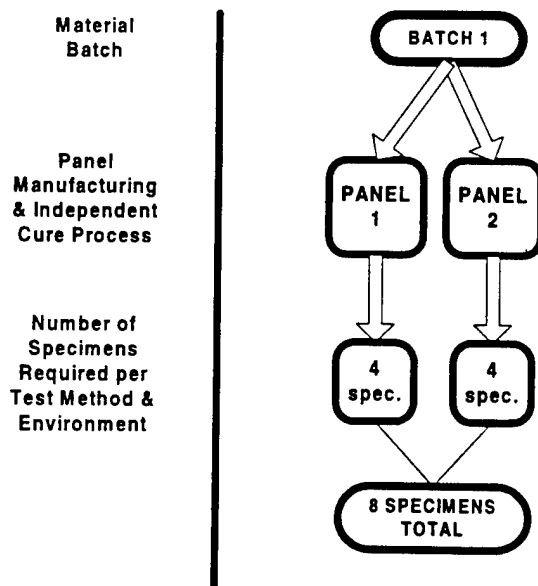 Material
Batch
BATCH 1
Panel
Manufacturing
& Independent
Cure Process
PANEL
1
PANEL
2
Number of
Specimens
Required per
Test Method &
Environment
4
spec.
4
spec.
8 SPECIMENS
TOTAL